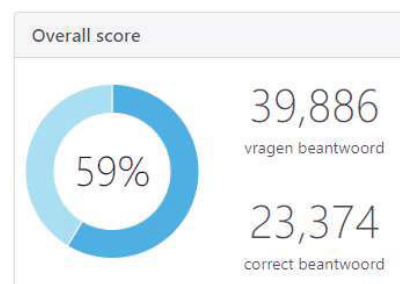 Overall score
59%
39,886
vragen beantwoord
23,374
correct beantwoord